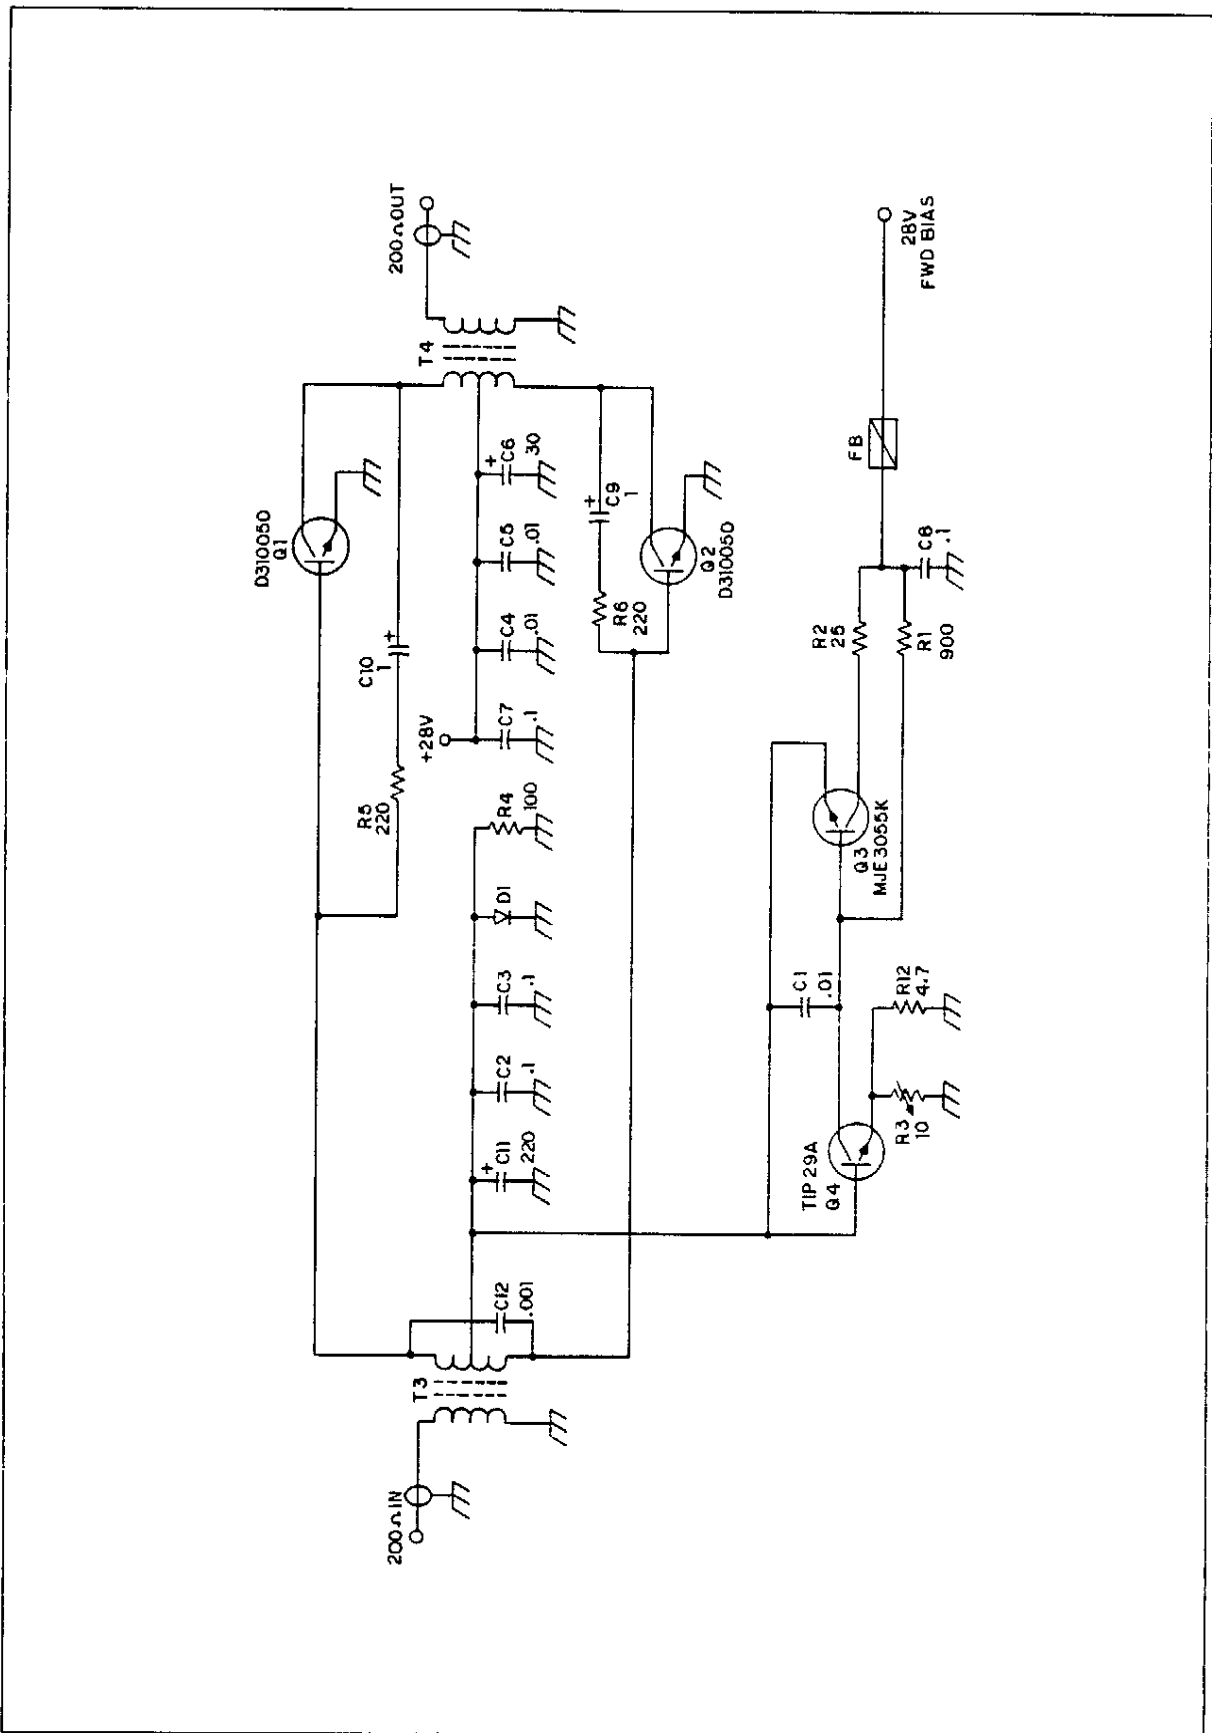 200Ω IN
T3
C12
.001
C11
+
220
C2
.1
C3
.1
D1
R4
100
R5
220
C10
1
+
D310050
Q1
+28V
C7
.1
C4
.01
C5
.01
+
C6
30
T4
200Ω OUT
R6
220
+
C9
1
Q2
D310050
TIP 29A
Q4
R3
10
R12
4.7
C1
.01
Q3
MJE 3055K
R2
25
R1
900
C8
.1
FB
28V
FWD BIAS